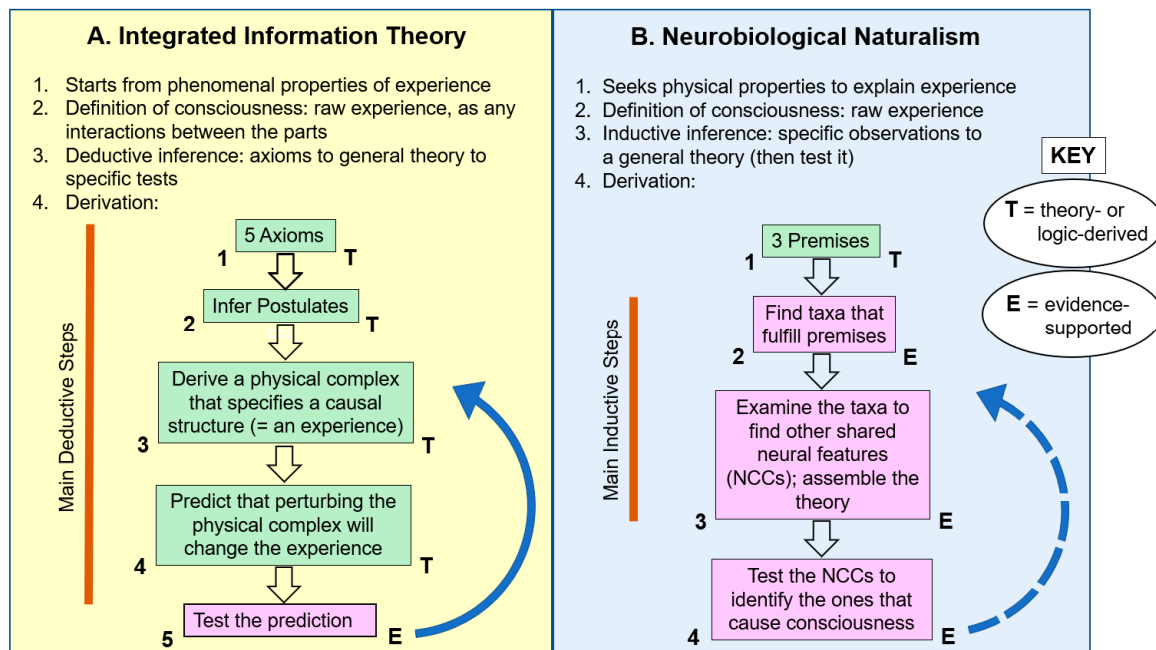 A. Integrated Information Theory
1. Starts from phenomenal properties of experience
2. Definition of consciousness: raw experience, as any
interactions between the parts
3. Deductive inference: axioms to general theory to
specific tests
4. Derivation:
Main Deductive Steps
5 Axioms
1
T
Infer Postulates
2
T
Derive a physical complex
that specifies a causal
structure (= an experience)
3
T
Predict that perturbing the
physical complex will
change the experience
4
T
Test the prediction
5
E
B. Neurobiological Naturalism
1. Seeks physical properties to explain experience
2. Definition of consciousness: raw experience
3. Inductive inference: specific observations to
a general theory (then test it)
4. Derivation:
Main Inductive Steps
3 Premises
1
T
Find taxa that
fulfill premises
2
E
Examine the taxa to
find other shared
neural features
(NCCs); assemble the
theory
3
E
Test the NCCs to
identify the ones that
cause consciousness
4
E
KEY
T = theory- or
logic-derived
E = evidence-
supported